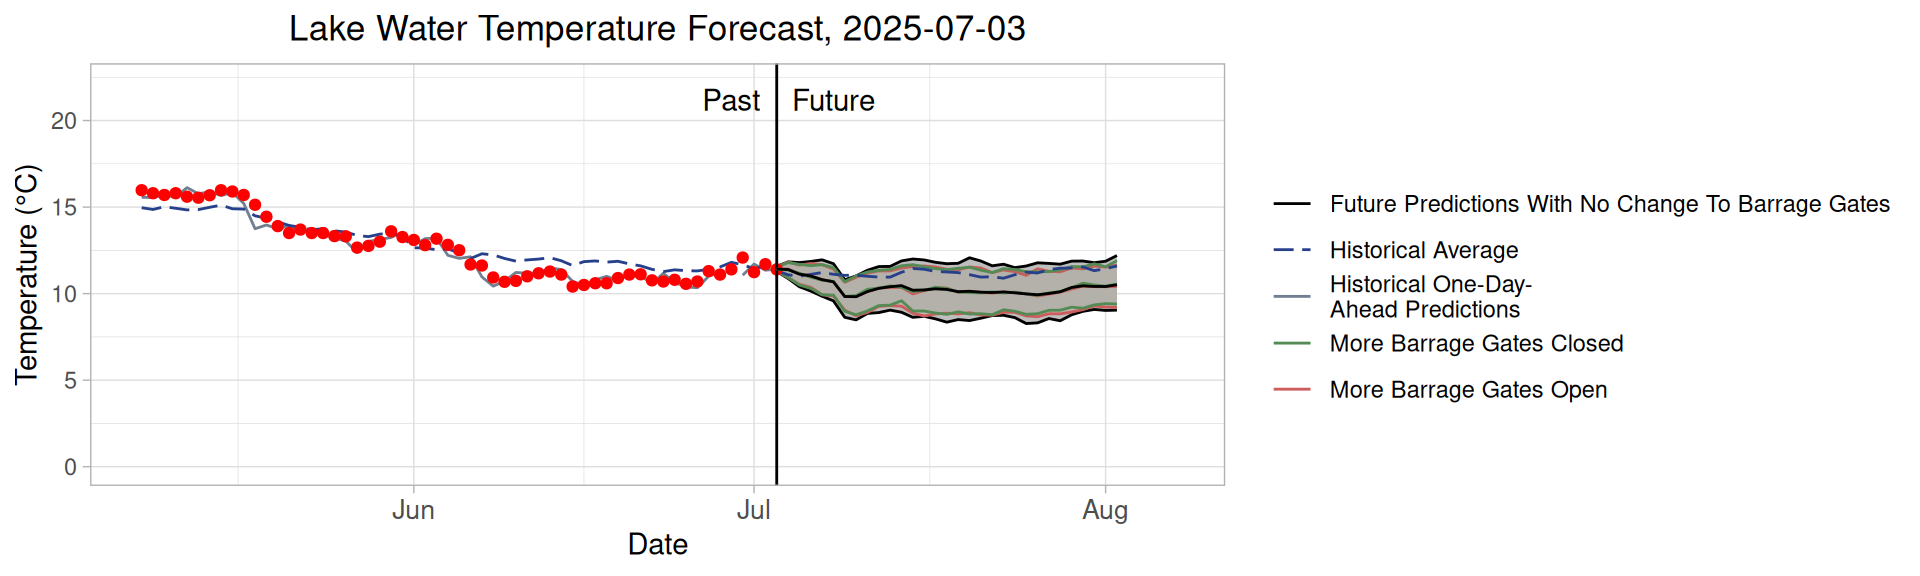 Lake Water Temperature Forecast, 2025-07-03
Past
Future
20
15
10
5
0
Temperature (°C)
Jun
Jul
Aug
Date
Future Predictions With No Change To Barrage Gates
Historical Average
Historical One-Day-
Ahead Predictions
More Barrage Gates Closed
More Barrage Gates Open